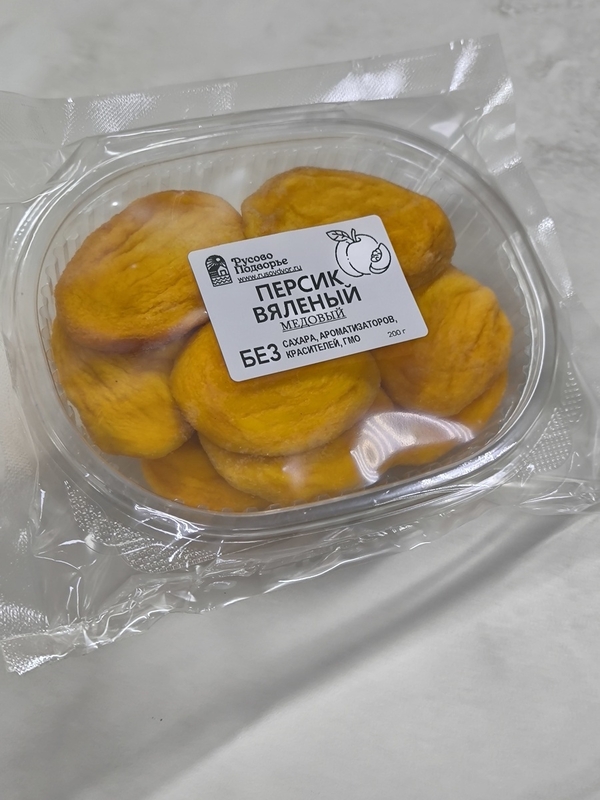 Русово
Подворье
www.rusovdvor.ru
ПЕРСИК
ВЯЛЕНЫЙ
МЕДОВЫЙ
БЕЗ САХАРА, АРОМАТИЗАТОРОВ,
КРАСИТЕЛЕЙ, ГМО
200 г